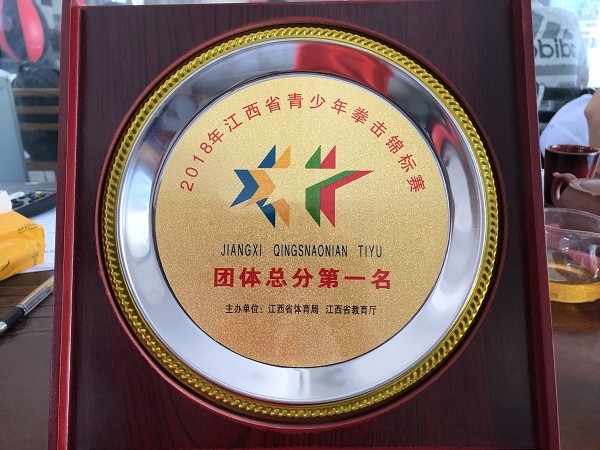 2018年江西省青少年拳击锦标赛
JIANGXI QINGSNAONIAN TIYU
团体总分第一名
主办单位：江西省体育局 江西省教育厅